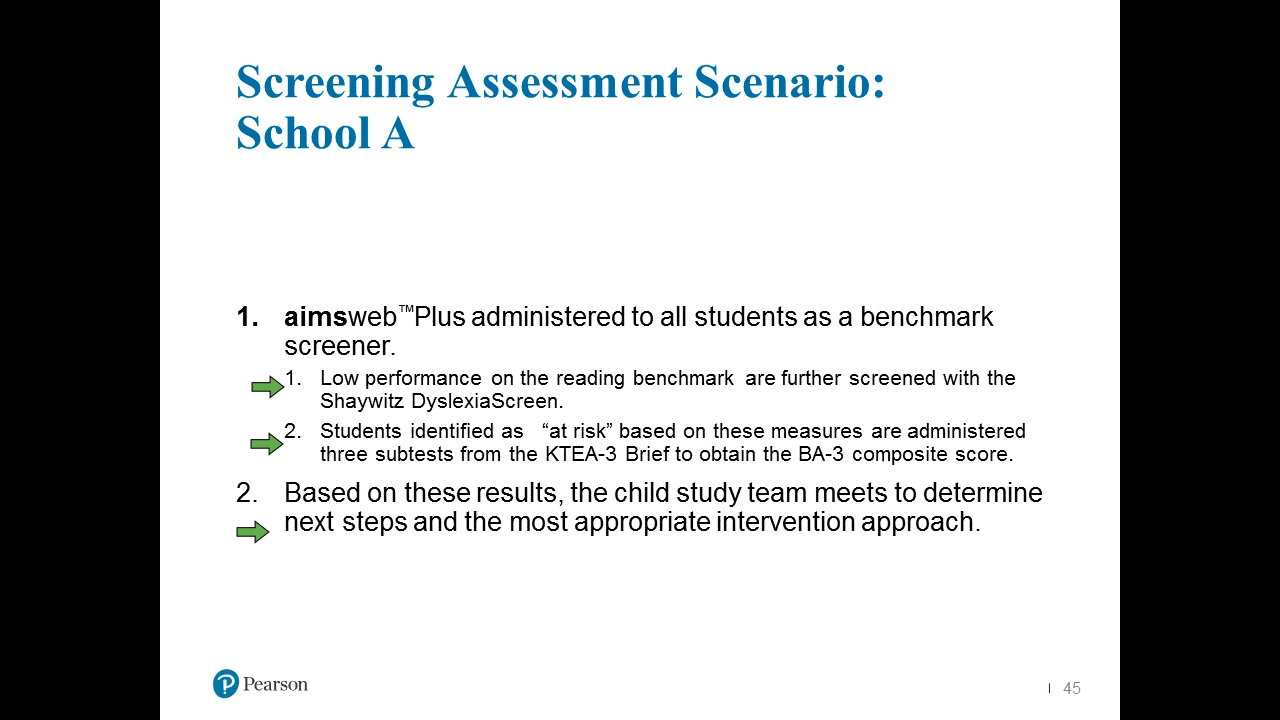 Screening Assessment Scenario:
School A
1. aimsweb™Plus administered to all students as a benchmark
screener.
1. Low performance on the reading benchmark are further screened with the
Shaywitz DyslexiaScreen.
2. Students identified as “at risk” based on these measures are administered
three subtests from the KTEA-3 Brief to obtain the BA-3 composite score.
2. Based on these results, the child study team meets to determine
next steps and the most appropriate intervention approach.
P Pearson
45